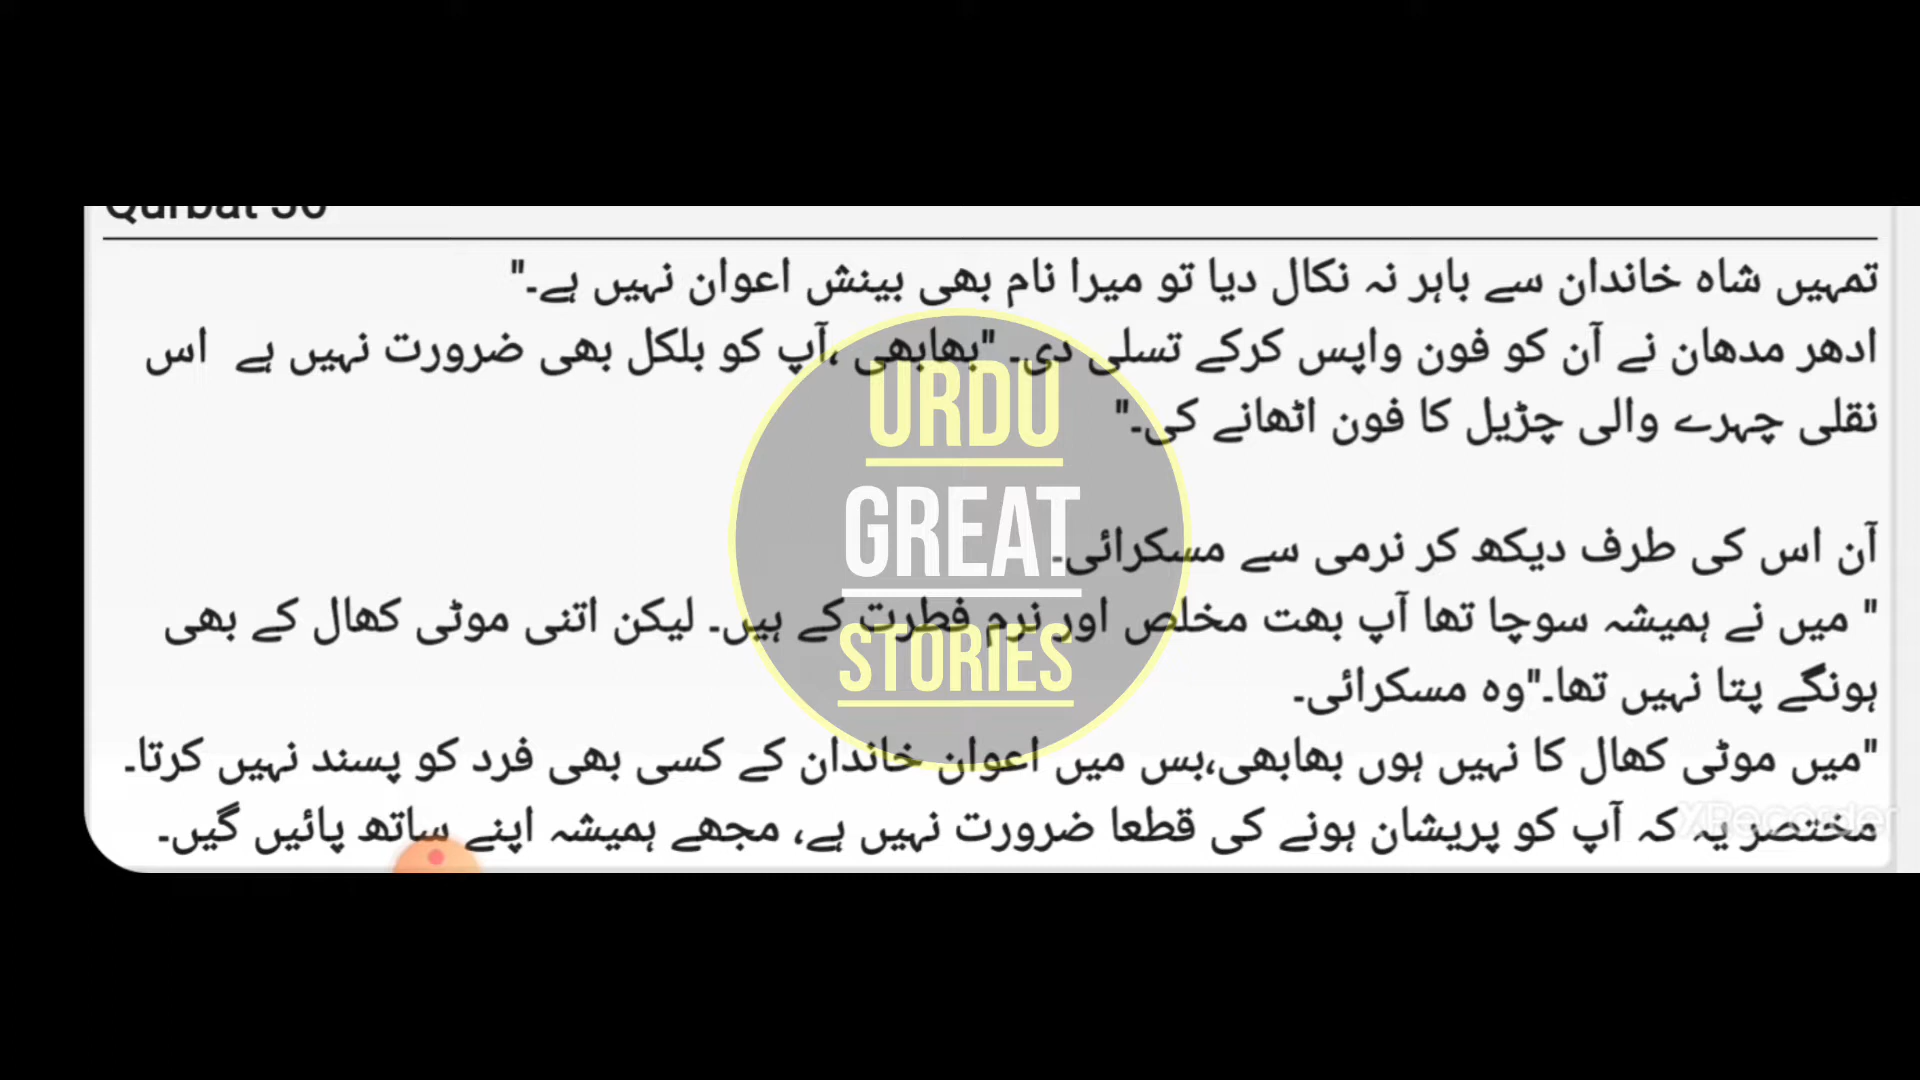 Qurbat 36
تمہیں شاہ خاندان سے باہر نہ نکال دیا تو میرا نام بھی بینش اعوان نہیں ہے۔"
ادھر مدھان نے آن کو فون واپس کرکے تسلی دی۔ "بھابھی ،آپ کو بلکل بھی ضرورت نہیں ہے اس
نقلی چہرے والی چڑیل کا فون اٹھانے کی۔"
آن اس کی طرف دیکھ کر نرمی سے مسکرائی۔
" میں نے ہمیشہ سوچا تھا آپ بھت مخلص اور نرم فطرت کے ہیں۔ لیکن اتنی موٹی کھال کے بھی
ہونگے پتا نہیں تھا۔"وہ مسکرائی۔
"میں موٹی کھال کا نہیں ہوں بھابھی،بس میں اعوان خاندان کے کسی بھی فرد کو پسند نہیں کرتا۔
مختصر یہ کہ آپ کو پریشان ہونے کی قطعا ضرورت نہیں ہے، مجھے ہمیشہ اپنے ساتھ پائیں گیں۔
URDU
GREAT
STORIES
XRecorder